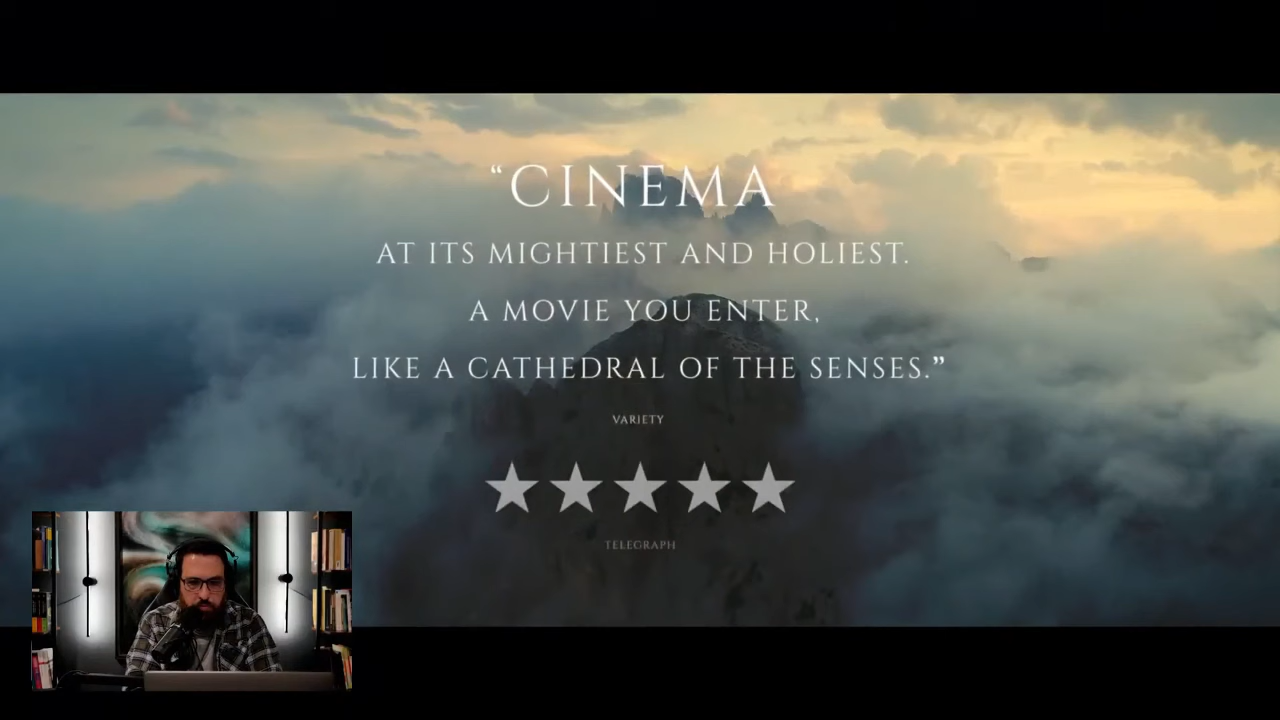 “CINEMA
AT ITS MIGHTIEST AND HOLIEST.
A MOVIE YOU ENTER,
LIKE A CATHEDRAL OF THE SENSES.”
VARIETY
TELEGRAPH